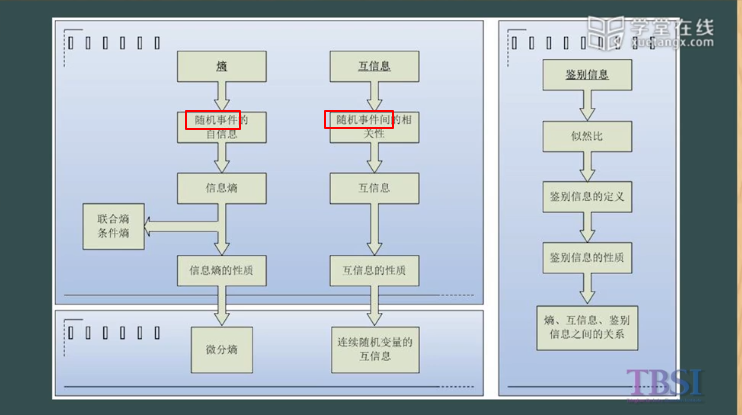 学堂在线
xuetangx.com
熵
互信息
鉴别信息
随机事件的
自信息
随机事件间的相
关性
似然比
信息熵
互信息
鉴别信息的定义
联合熵
条件熵
信息熵的性质
互信息的性质
鉴别信息的性质
微分熵
连续随机变量的
互信息
熵、互信息、鉴别
信息之间的关系
TBSI